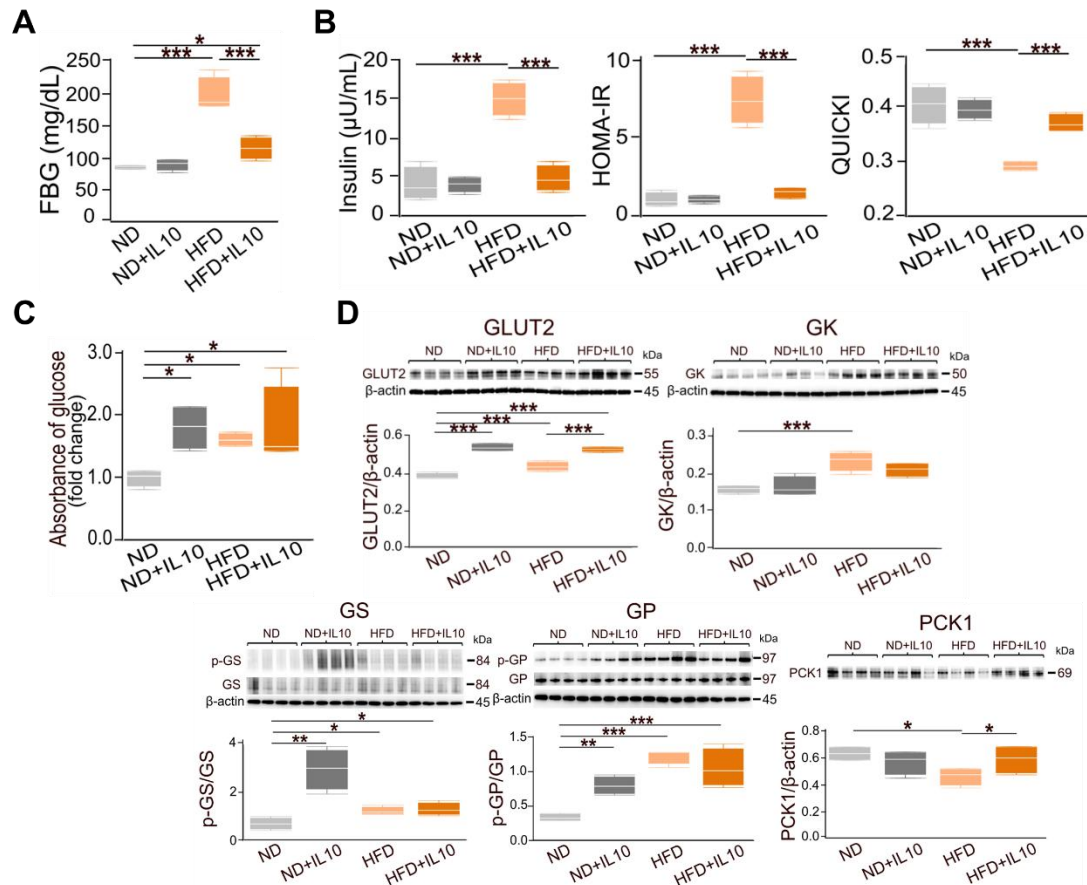 A
FBG (mg/dL)
250
200
150
100
50
0
*
*** ***
ND
ND+IL10
HFD
HFD+IL10
B
Insulin (μU/mL)
20
15
10
5
0
*** ***
ND
ND+IL10
HFD
HFD+IL10
HOMA-IR
10
5
0
*** ***
ND
ND+IL10
HFD
HFD+IL10
QUICKI
0.5
0.4
0.3
0.2
*** ***
ND
ND+IL10
HFD
HFD+IL10
C
Absorbance of glucose
(fold change)
3.0
2.0
1.0
0.0
*
*
*
ND
ND+IL10
HFD
HFD+IL10
D
GLUT2
ND ND+IL10 HFD HFD+IL10 kDa
GLUT2 55
β-actin 45
GLUT2/β-actin
0.6
0.4
0.2
0.0
***
***
*** ***
ND
ND+IL10
HFD
HFD+IL10
GK
ND ND+IL10 HFD HFD+IL10 kDa
GK 50
β-actin 45
GK/β-actin
0.3
0.2
0.1
0.0
***
ND
ND+IL10
HFD
HFD+IL10
GS
ND ND+IL10 HFD HFD+IL10 kDa
p-GS 84
GS 84
β-actin 45
p-GS/GS
4
2
0
*
*
**
ND
ND+IL10
HFD
HFD+IL10
GP
ND ND+IL10 HFD HFD+IL10 kDa
p-GP 97
GP 97
β-actin 45
p-GP/GP
1.5
1.0
0.5
0.0
***
***
**
ND
ND+IL10
HFD
HFD+IL10
PCK1
ND ND+IL10 HFD HFD+IL10 kDa
PCK1 69
PCK1/β-actin
0.8
0.6
0.4
0.2
0.0
* *
ND
ND+IL10
HFD
HFD+IL10